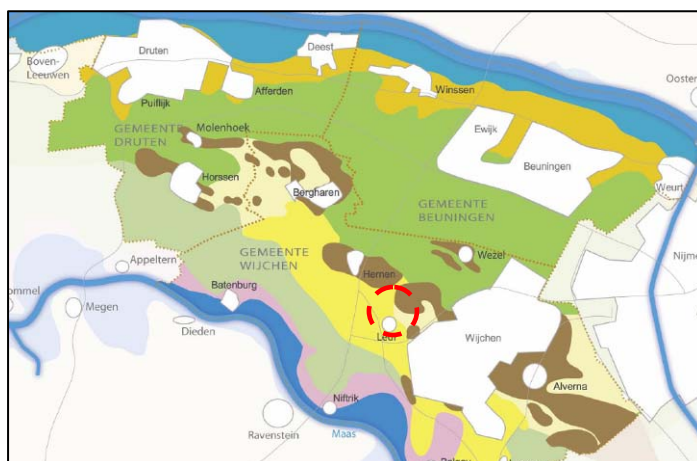 Druten
Deest
Boven-
Leeuwen
Ooster
Afferden
Winssen
Puiflijk
Molenhoek
GEMEENTE
DRUTEN
Ewijk
Beuningen
Horssen
Bergharen
Weurt
GEMEENTE
BEUNINGEN
GEMEENTE
WIJCHEN
Wezel
Nijme
Appeltern
Hernen
Batenburg
ommel
Megen
Dieden
Leur
Wijchen
Alverna
Niftrik
Ravenstein
Maas